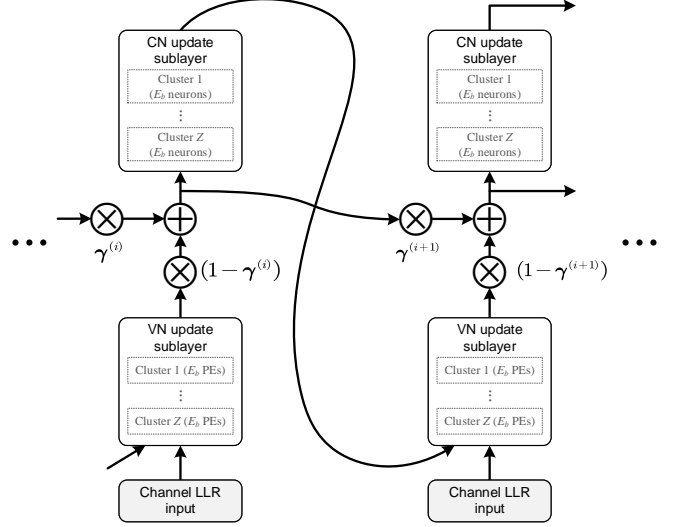 CN update
sublayer
Cluster 1
(E_b neurons)
⋮
Cluster Z
(E_b neurons)
γ^(i)
(1 − γ^(i))
VN update
sublayer
Cluster 1 (E_b PEs)
⋮
Cluster Z (E_b PEs)
Channel LLR
input
CN update
sublayer
Cluster 1
(E_b neurons)
⋮
Cluster Z
(E_b neurons)
γ^(i+1)
(1 − γ^(i+1))
VN update
sublayer
Cluster 1 (E_b PEs)
⋮
Cluster Z (E_b PEs)
Channel LLR
input